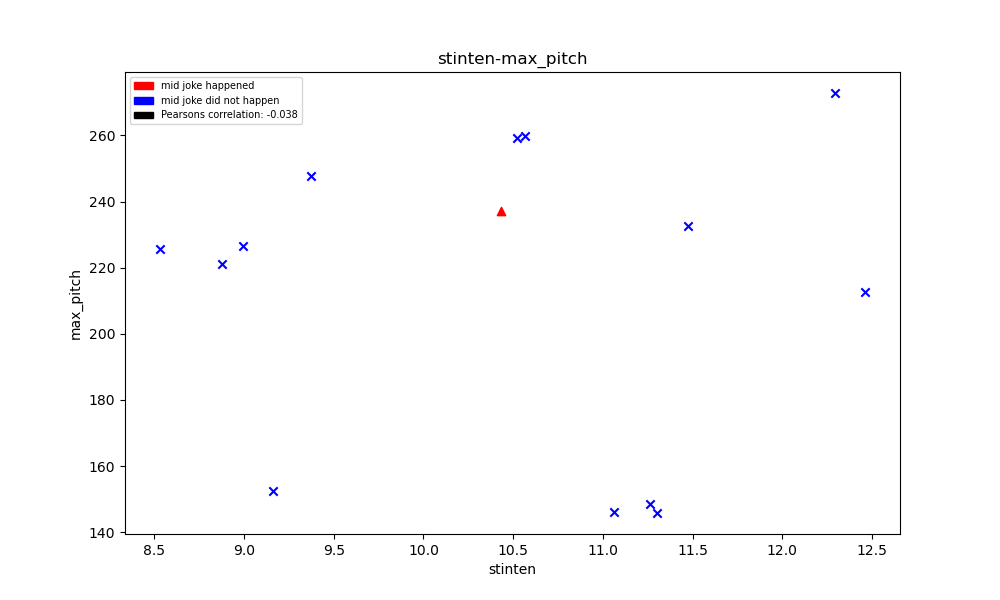 stinten-max_pitch
mid joke happened
mid joke did not happen
Pearsons correlation: -0.038
max_pitch
260
240
220
200
180
160
140
8.5 9.0 9.5 10.0 10.5 11.0 11.5 12.0 12.5
stinten